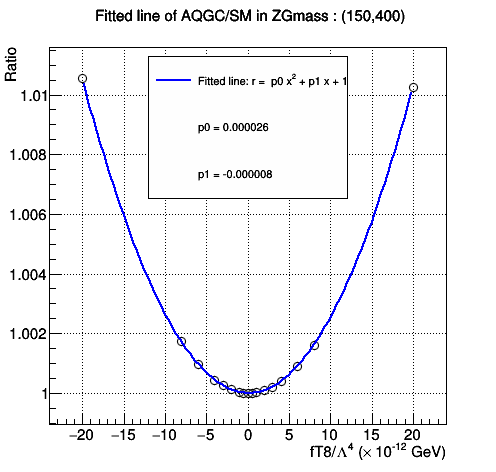 Fitted line of AQGC/SM in ZGmass : (150,400)
Ratio
Fitted line: r = p0 x² + p1 x + 1
p0 = 0.000026
p1 = -0.000008
1.01
1.008
1.006
1.004
1.002
1
−20 −15 −10 −5 0 5 10 15 20
fT8/Λ⁴ (× 10⁻¹² GeV)